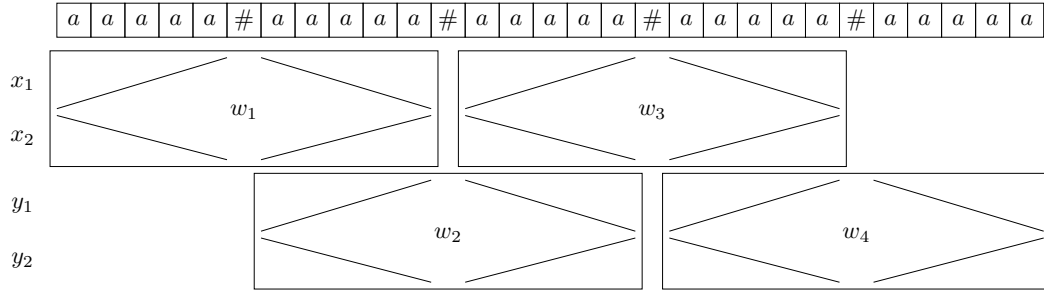 a a a a a # a a a a a # a a a a a # a a a a a # a a a a a
x₁ w₁ w₃
x₂
y₁ w₂ w₄
y₂